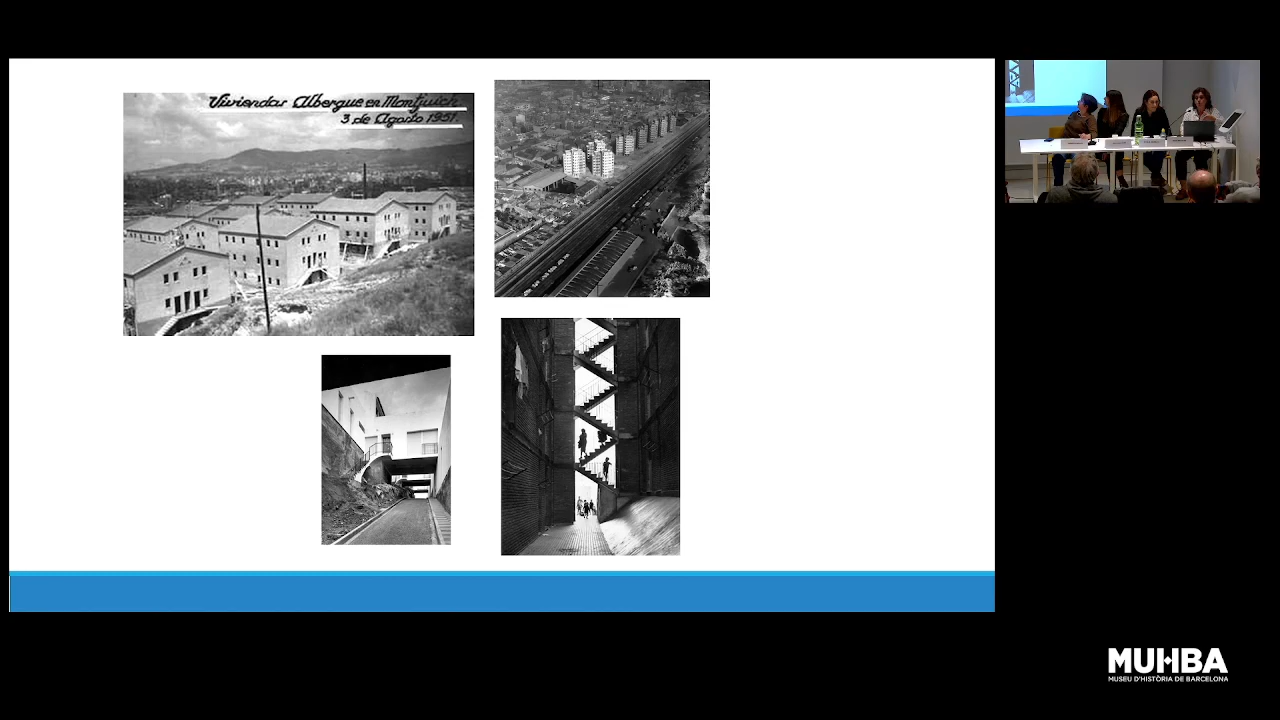 Viviendas Albergue en Montjuich
3 de Agosto 1951.
MUHBA
MUSEU D'HISTÒRIA DE BARCELONA